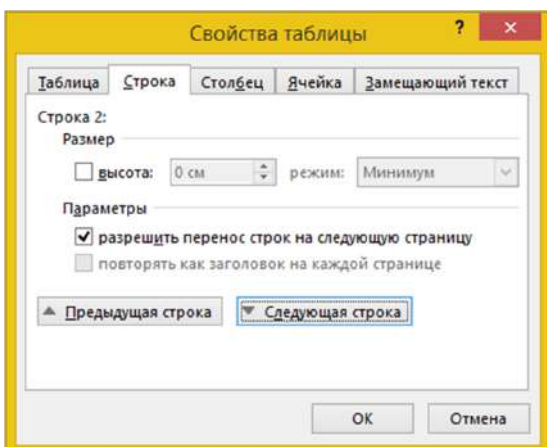 Свойства таблицы ?
Таблица Строка Столбец Ячейка Замещающий текст
Строка 2:
Размер
высота: 0 см режим: Минимум
Параметры
разрешить перенос строк на следующую страницу
повторять как заголовок на каждой странице
Предыдущая строка Следующая строка
ОК Отмена